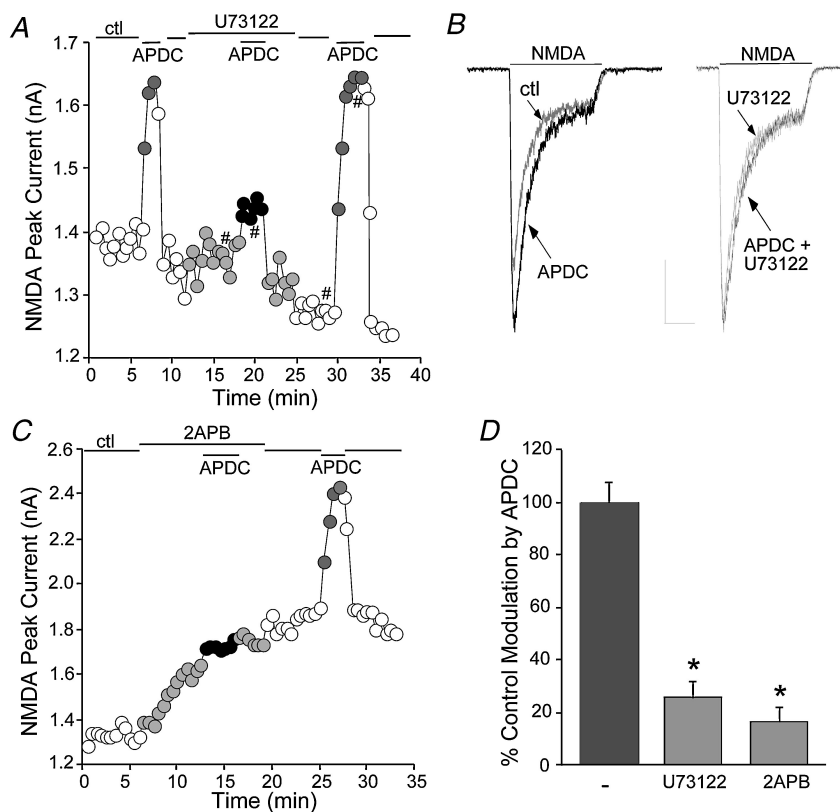 A
ctl
U73122
APDC
APDC
APDC
1.7
1.6
1.5
1.4
1.3
1.2
#
#
#
#
NMDA Peak Current (nA)
0
5
10
15
20
25
30
35
40
Time (min)
B
NMDA
ctl
APDC
NMDA
U73122
APDC +
U73122
C
ctl
2APB
APDC
APDC
2.6
2.4
2.2
2.0
1.8
1.6
1.4
1.2
NMDA Peak Current (nA)
0
5
10
15
20
25
30
35
Time (min)
D
120
100
80
60
40
20
0
% Control Modulation by APDC
*
*
-
U73122
2APB